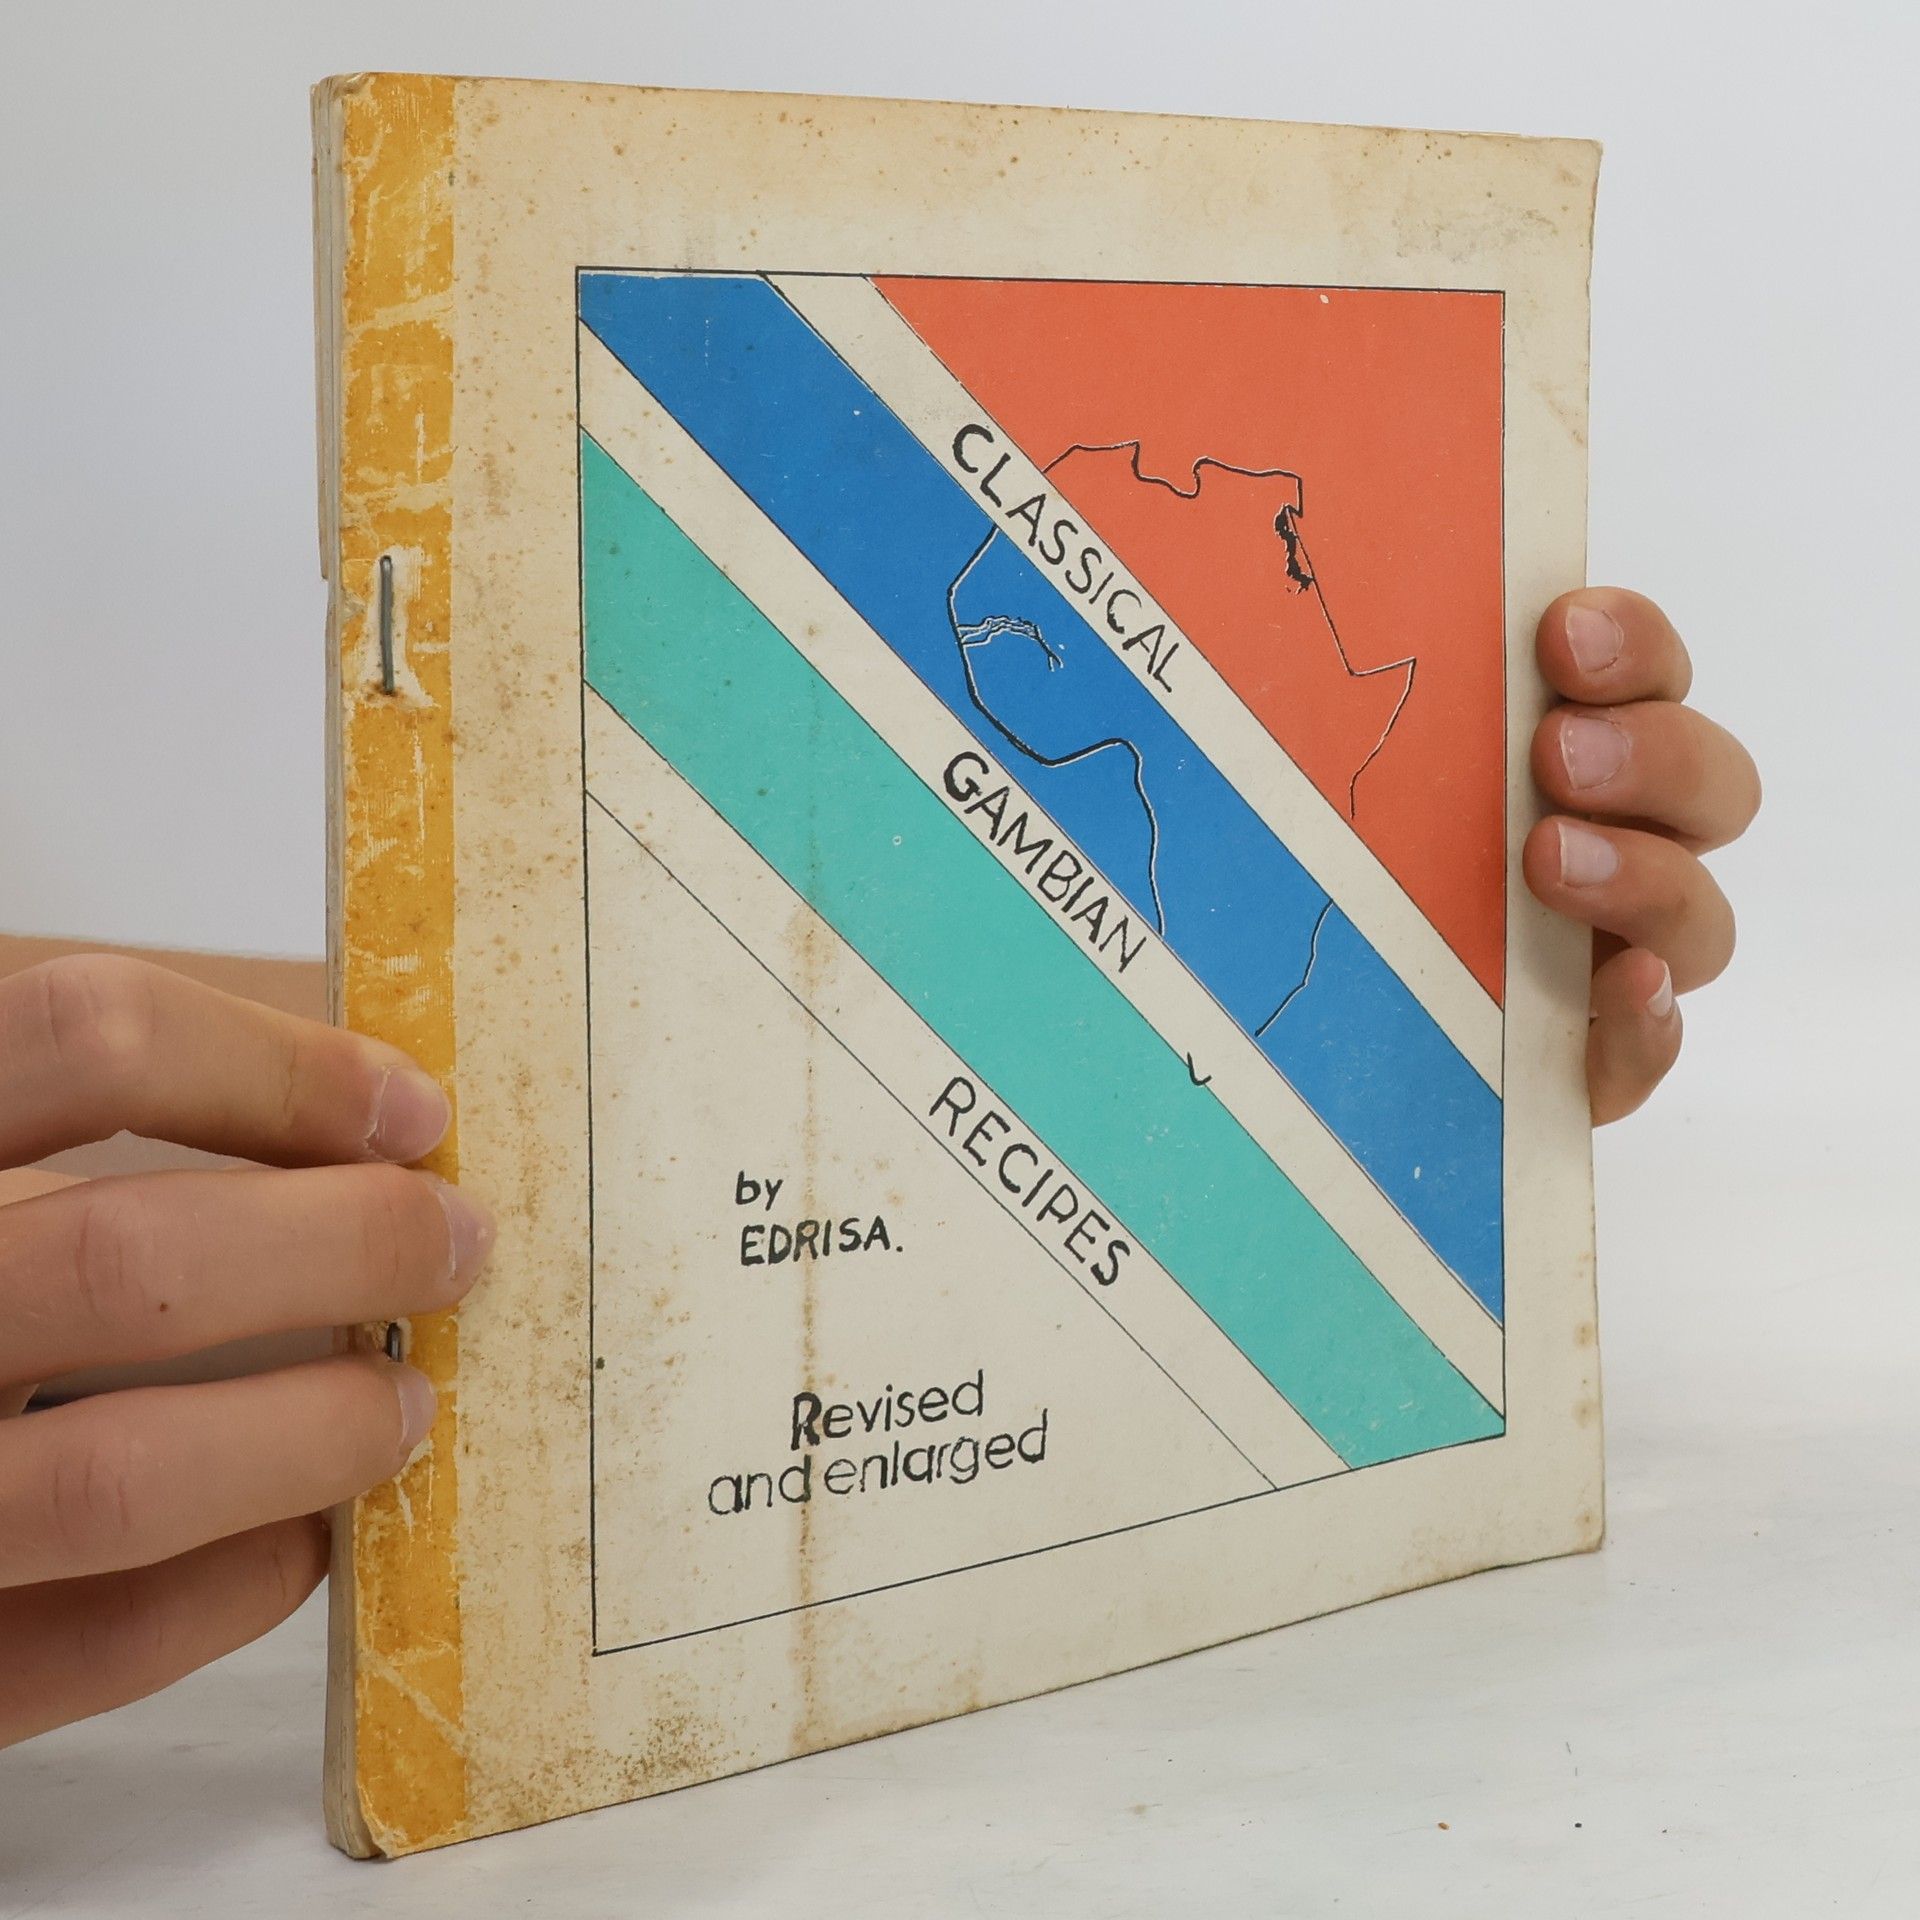 CLASSICAL
GAMBIAN
RECIPES
by
EDRISA.
Revised
and enlarged